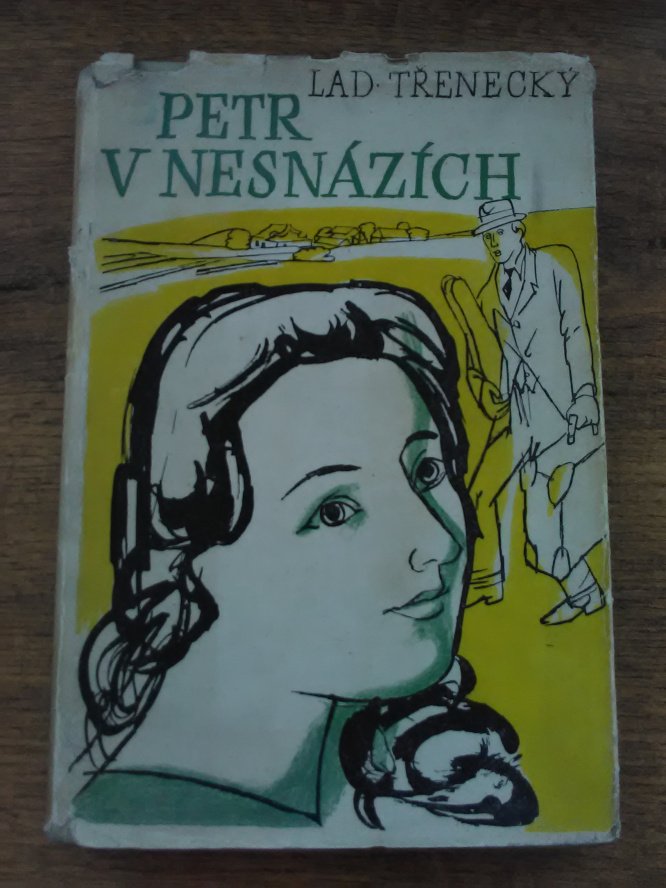 LAD. TŘENECKÝ
PETR
V NESNÁZÍCH